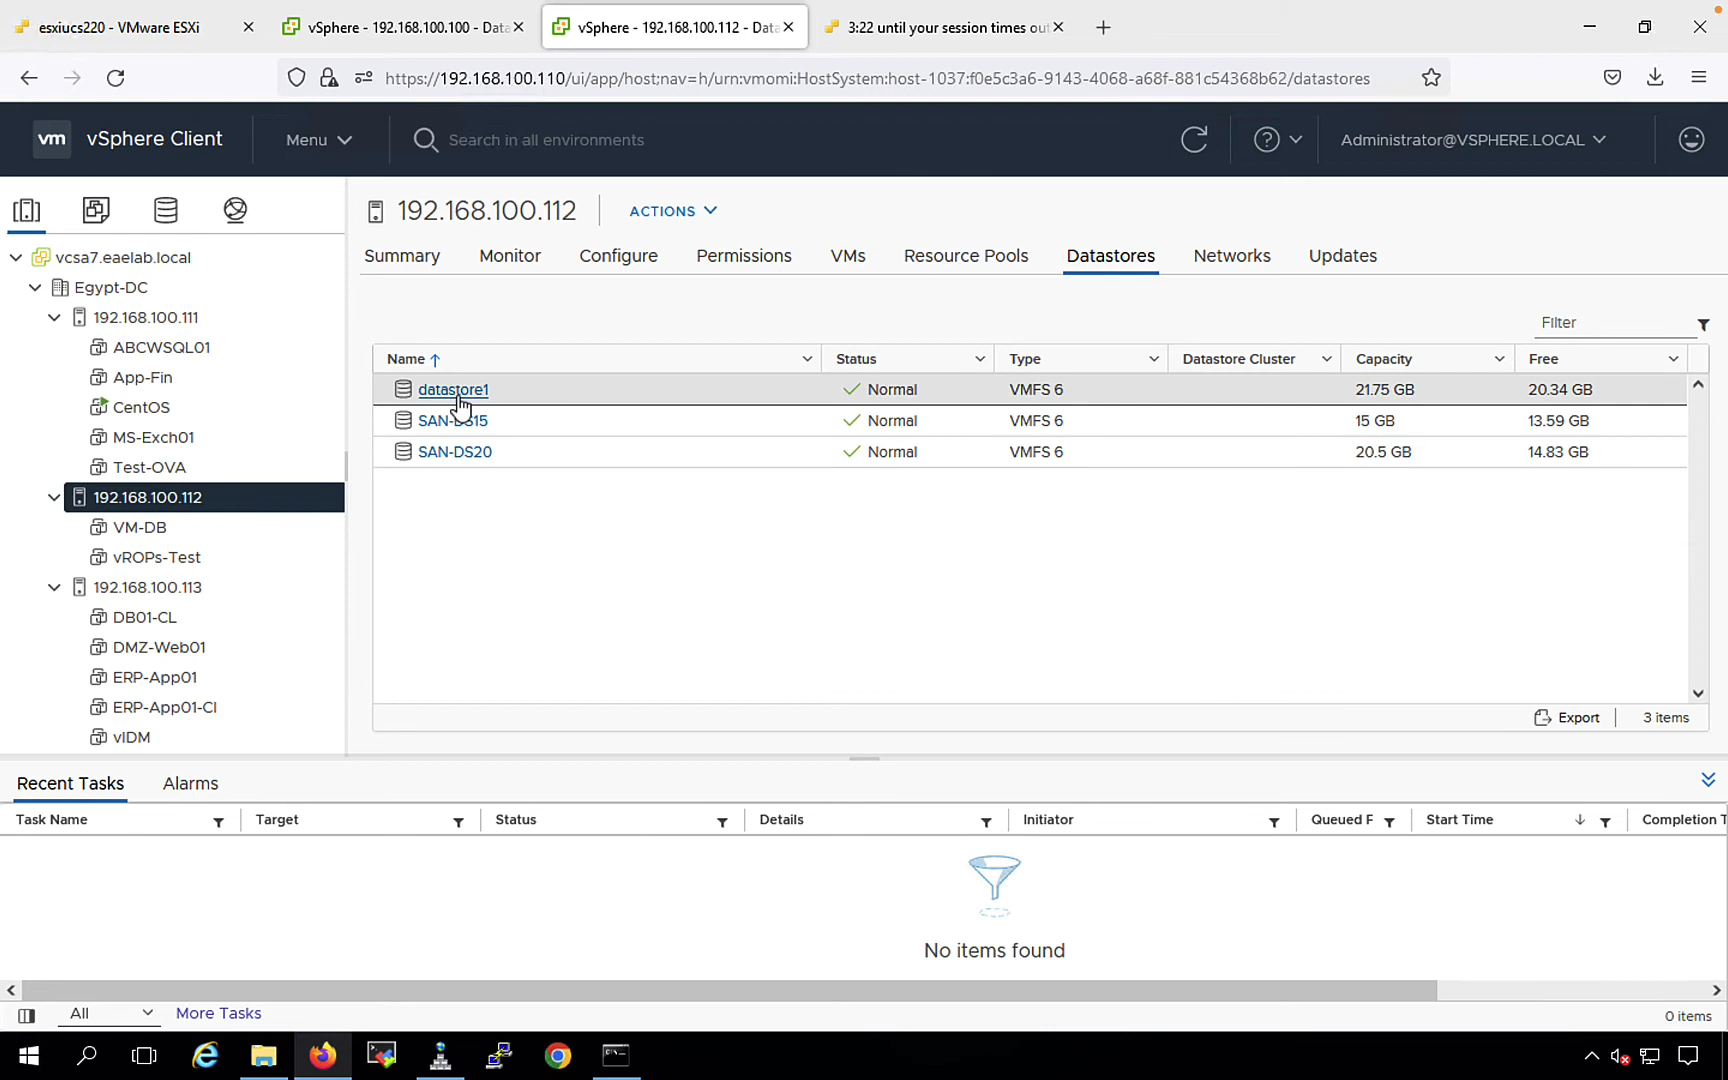 esxiucs220 - VMware ESXi
vSphere - 192.168.100.100 - Data
vSphere - 192.168.100.112 - Data
3:22 until your session times out
https://192.168.100.110/ui/app/host;nav=h/urn:vmomi:HostSystem:host-1037:f0e5c3a6-9143-4068-a68f-881c54368b62/datastores
vm vSphere Client
Menu
Search in all environments
Administrator@VSPHERE.LOCAL
192.168.100.112
ACTIONS
Summary Monitor Configure Permissions VMs Resource Pools Datastores Networks Updates
vcsa7.eaelab.local
Egypt-DC
192.168.100.111
ABCWSQL01
App-Fin
CentOS
MS-Exch01
Test-OVA
192.168.100.112
VM-DB
vROPs-Test
192.168.100.113
DB01-CL
DMZ-Web01
ERP-App01
ERP-App01-Cl
vIDM
Filter
Name Status Type Datastore Cluster Capacity Free
datastore1 Normal VMFS 6 21.75 GB 20.34 GB
SAN-DS15 Normal VMFS 6 15 GB 13.59 GB
SAN-DS20 Normal VMFS 6 20.5 GB 14.83 GB
Export 3 items
Recent Tasks Alarms
Task Name Target Status Details Initiator Queued F Start Time Completion T
No items found
All More Tasks 0 items